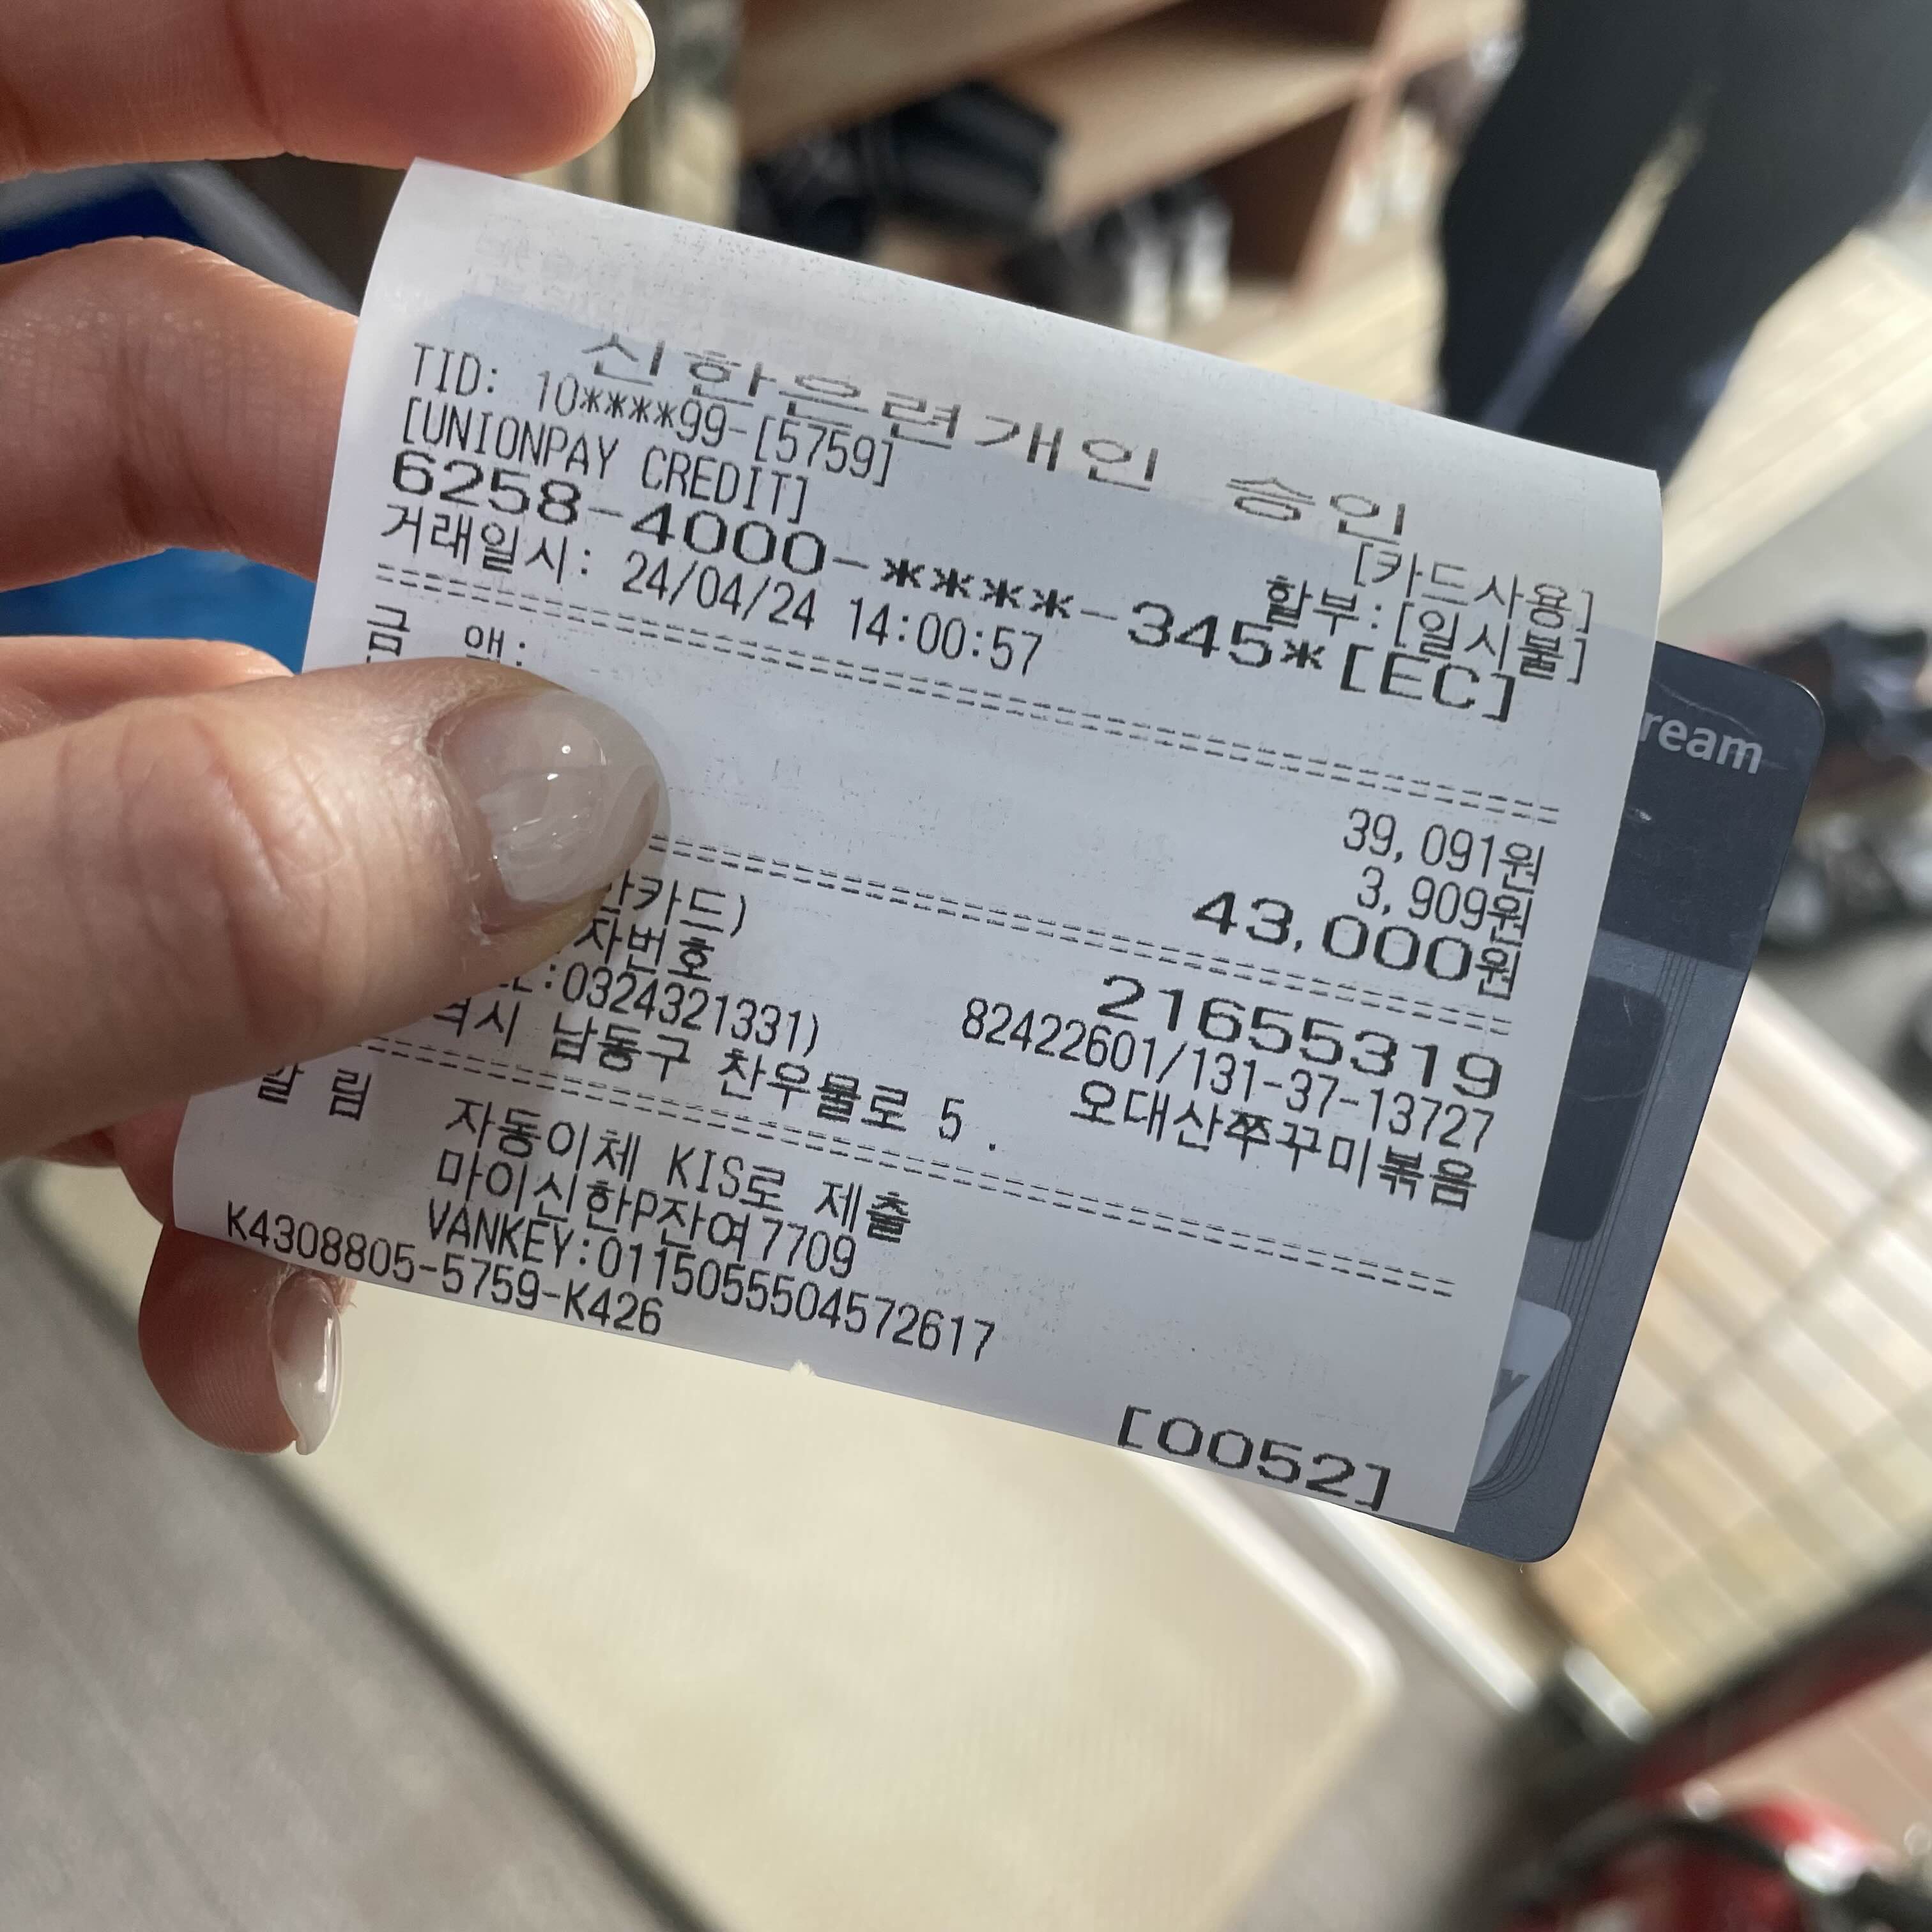 신한은련개인 승인
TID: 10****99-[5759] [카드사용]
[UNIONPAY CREDIT] 할부:[일시불]
6258-4000-****-345*[EC]
거래일시: 24/04/24 14:00:57
금 액: 39,091원
3,909원
43,000원
카드) 21655319
자번호 82422601/131-37-13727
:0324321331) 오대산쭈꾸미볶음
역시 남동구 찬우물로 5 .
알 림 자동이체 KIS로 제출
마이신한P잔여7709
VANKEY:0115055504572617
K4308805-5759-K426
[0052]
ream
y